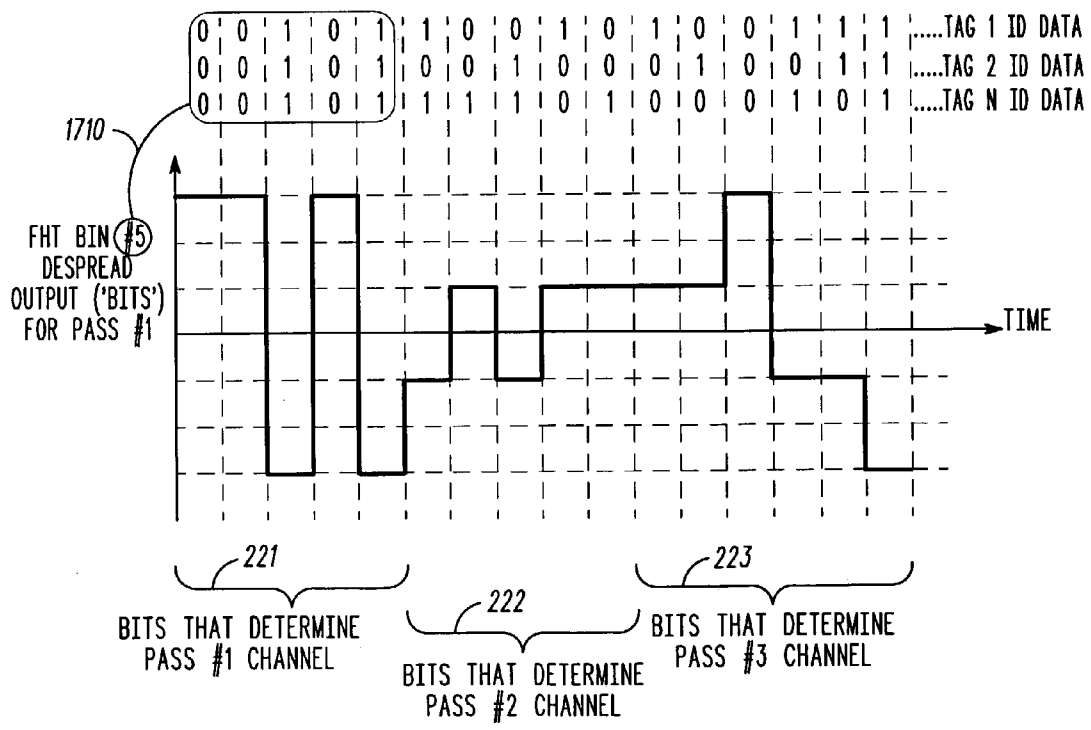 0 0 1 0 1 1 0 0 1 0 1 0 0 1 1 1 .....TAG 1 ID DATA
0 0 1 0 1 0 0 1 0 0 0 1 0 0 1 1 .....TAG 2 ID DATA
0 0 1 0 1 1 1 1 0 1 0 0 0 1 0 1 .....TAG N ID DATA
1710
FHT BIN #5
DESPREAD
OUTPUT ('BITS')
FOR PASS #1
TIME
221
BITS THAT DETERMINE
PASS #1 CHANNEL
222
BITS THAT DETERMINE
PASS #2 CHANNEL
223
BITS THAT DETERMINE
PASS #3 CHANNEL